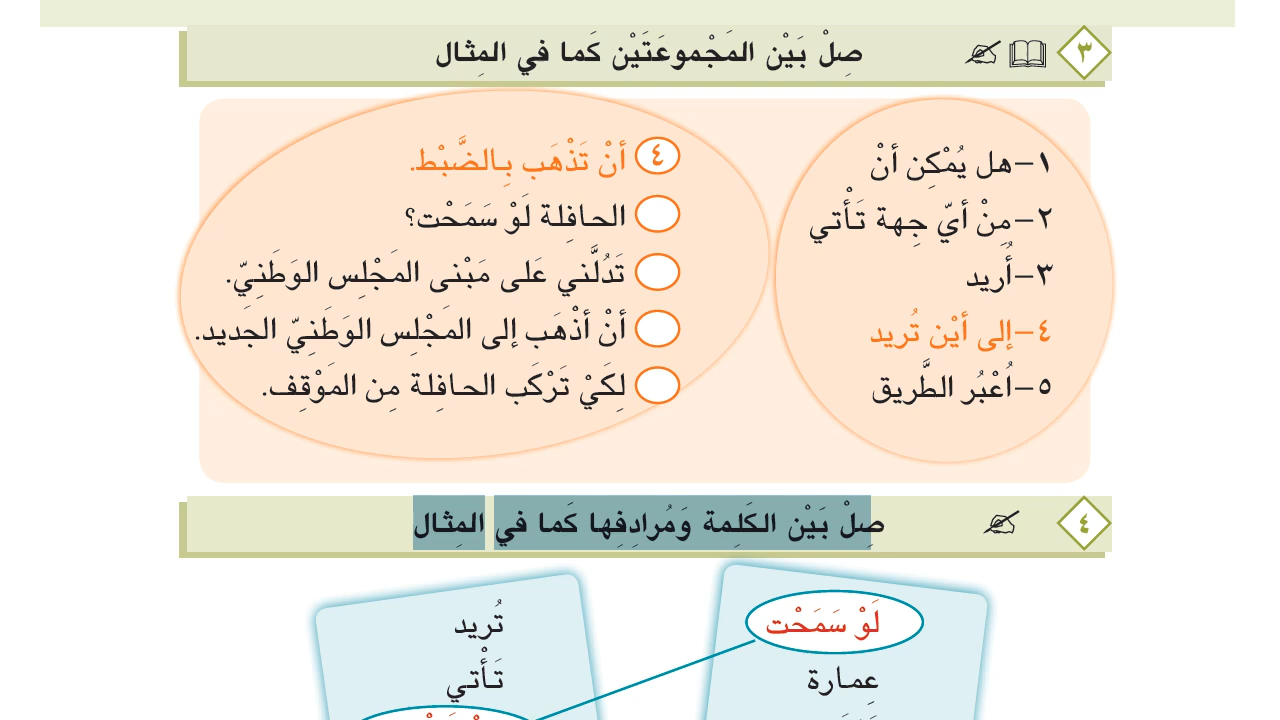 ٣ صِلْ بَيْن المَجْموعَتَيْن كَما في المِثال
١–هل يُمْكِن أنْ
٢–مِنْ أيّ جِهة تَأْتي
٣–أُريد
٤–إلى أيْن تُريد
٥–اُعْبُر الطَّريق
٤ أنْ تَذْهَب بِالضَّبْط.
الحافِلة لَوْ سَمَحْت؟
تَدُلَّني عَلى مَبْنى المَجْلِس الوَطَنِيّ.
أنْ أذْهَب إلى المَجْلِس الوَطَنِيّ الجَديد.
لِكَيْ تَرْكَب الحافِلة مِن المَوْقِف.
٤ صِلْ بَيْن الكَلِمة وَمُرادِفِها كَما في المِثال
لَوْ سَمَحْت
عِمارة
تُريد
تَأْتي